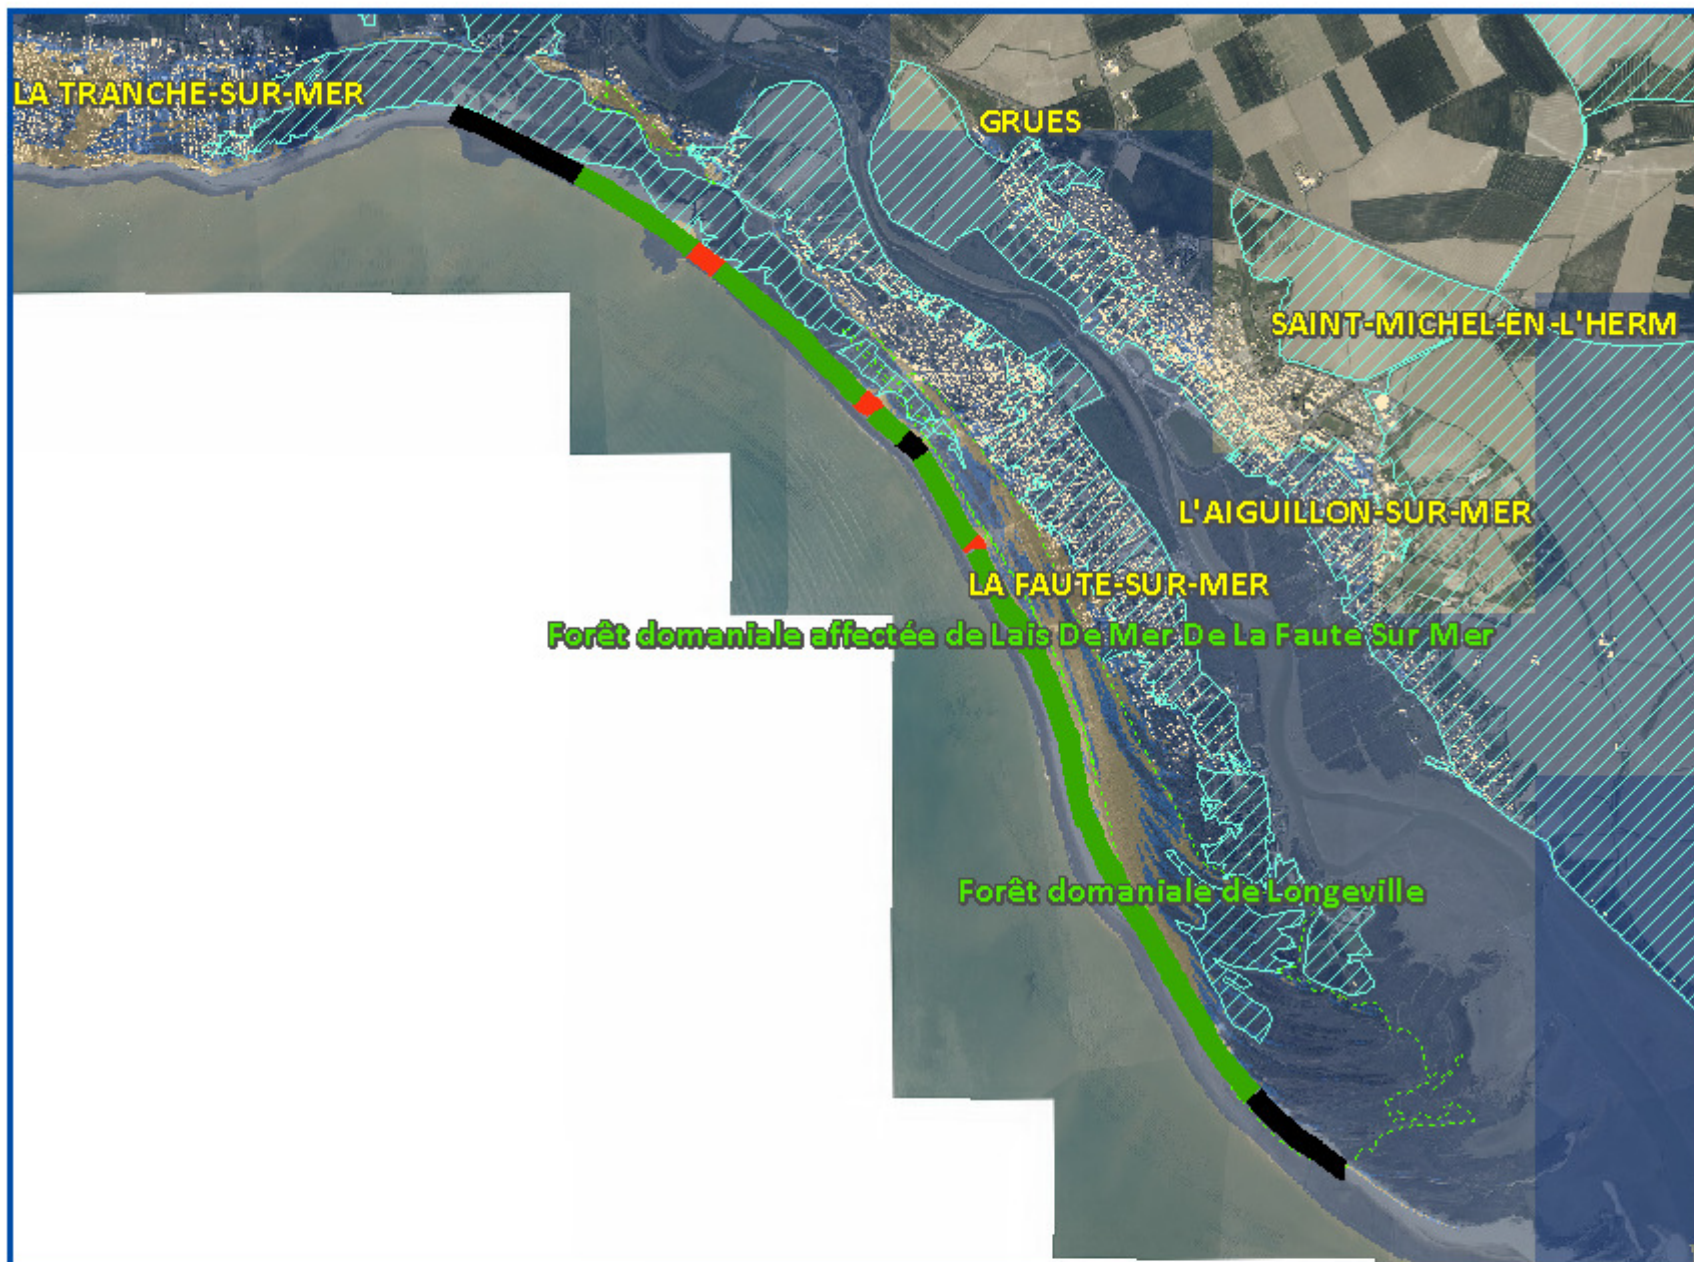 LA TRANCHE-SUR-MER
GRUES
SAINT-MICHEL-EN-L'HERM
L'AIGUILLON-SUR-MER
LA FAUTE-SUR-MER
Forêt domaniale affectée de Lais De Mer De La Faute Sur Mer
Forêt domaniale de Longeville